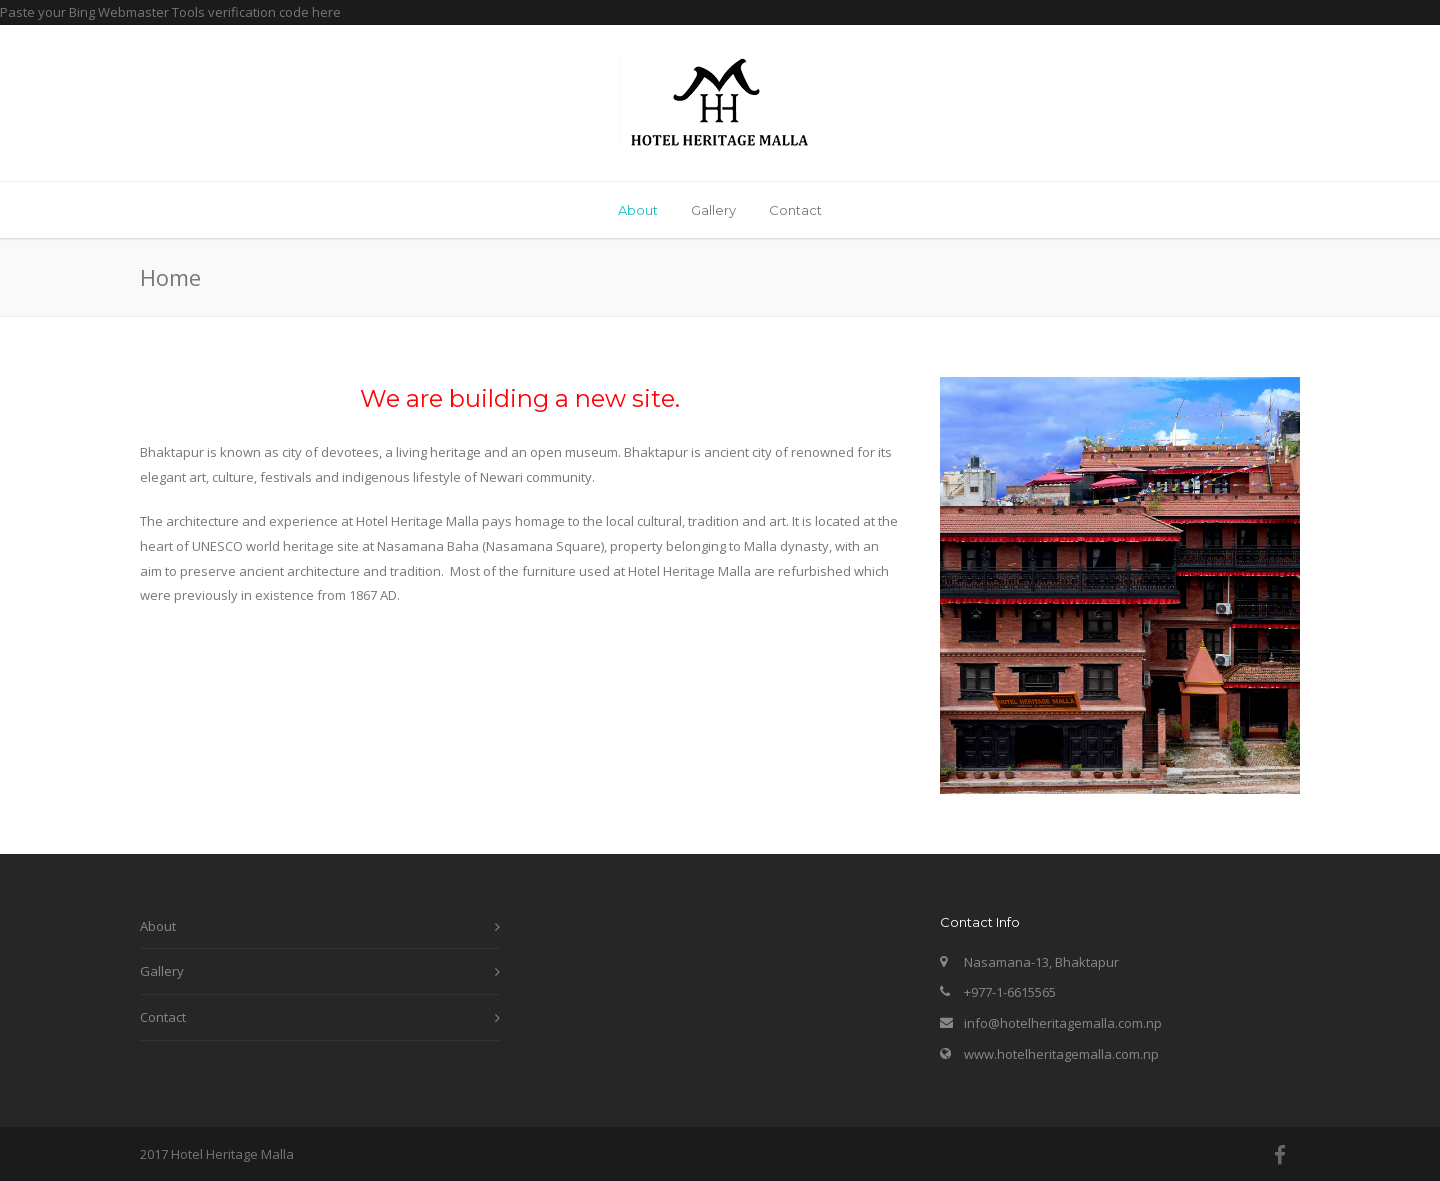 Paste your Bing Webmaster Tools verification code here
MHH
HOTEL HERITAGE MALLA
About Gallery Contact
Home
We are building a new site.
Bhaktapur is known as city of devotees, a living heritage and an open museum. Bhaktapur is ancient city of renowned for its
elegant art, culture, festivals and indigenous lifestyle of Newari community.
The architecture and experience at Hotel Heritage Malla pays homage to the local cultural, tradition and art. It is located at the
heart of UNESCO world heritage site at Nasamana Baha (Nasamana Square), property belonging to Malla dynasty, with an
aim to preserve ancient architecture and tradition.  Most of the furniture used at Hotel Heritage Malla are refurbished which
were previously in existence from 1867 AD.
HOTEL HERITAGE MALLA
About
Gallery
Contact
Contact Info
Nasamana-13, Bhaktapur
+977-1-6615565
info@hotelheritagemalla.com.np
www.hotelheritagemalla.com.np
2017 Hotel Heritage Malla